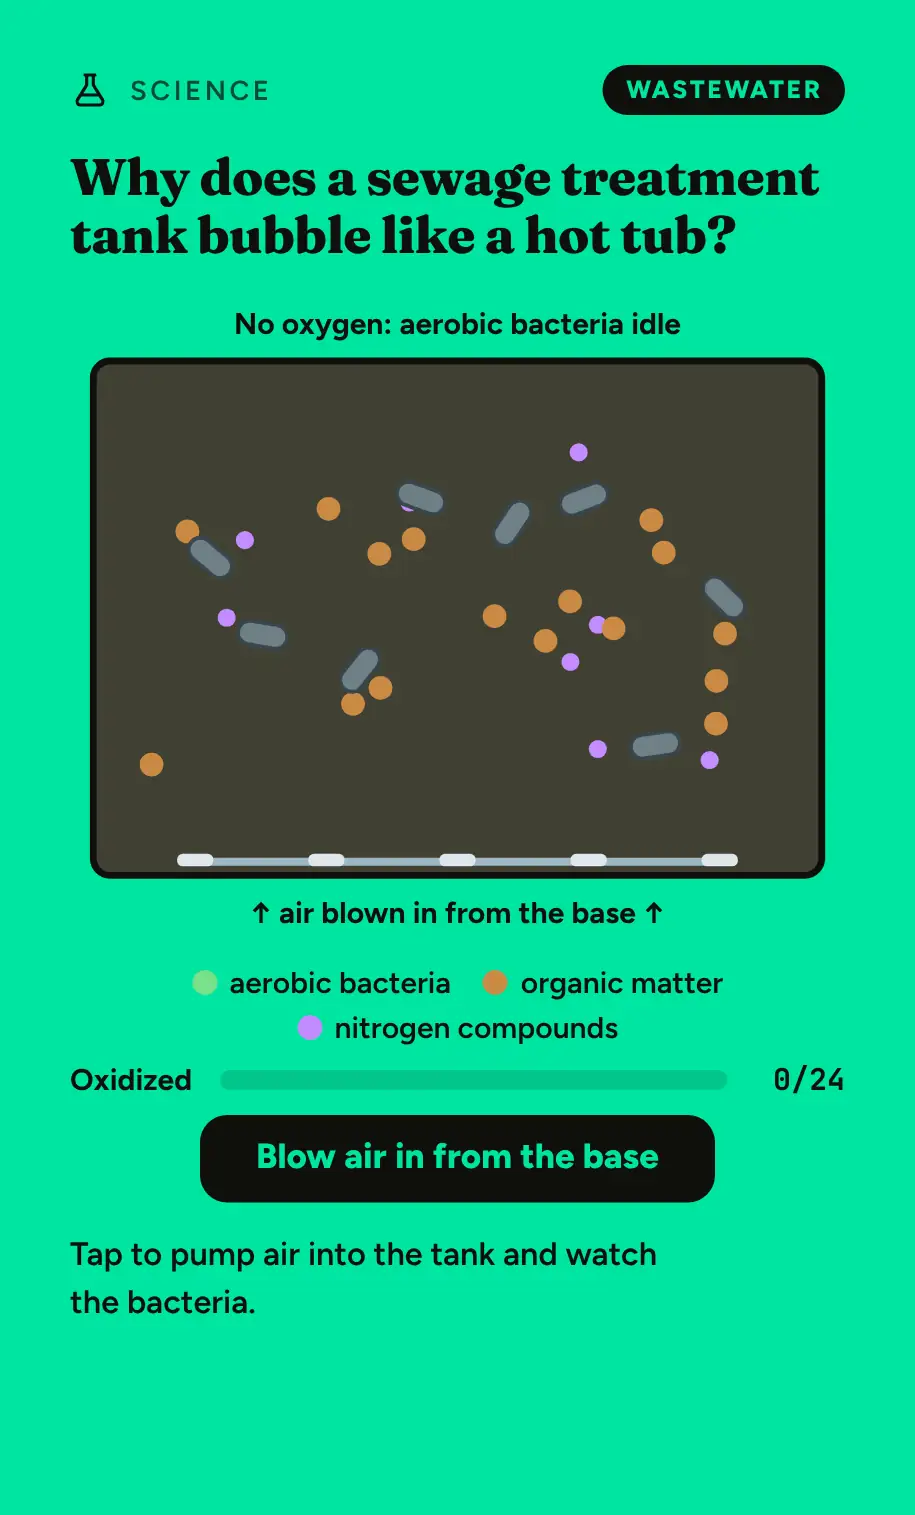 SCIENCE
WASTEWATER
Why does a sewage treatment
tank bubble like a hot tub?
No oxygen: aerobic bacteria idle
↑ air blown in from the base ↑
aerobic bacteria
organic matter
nitrogen compounds
Oxidized
0/24
Blow air in from the base
Tap to pump air into the tank and watch
the bacteria.